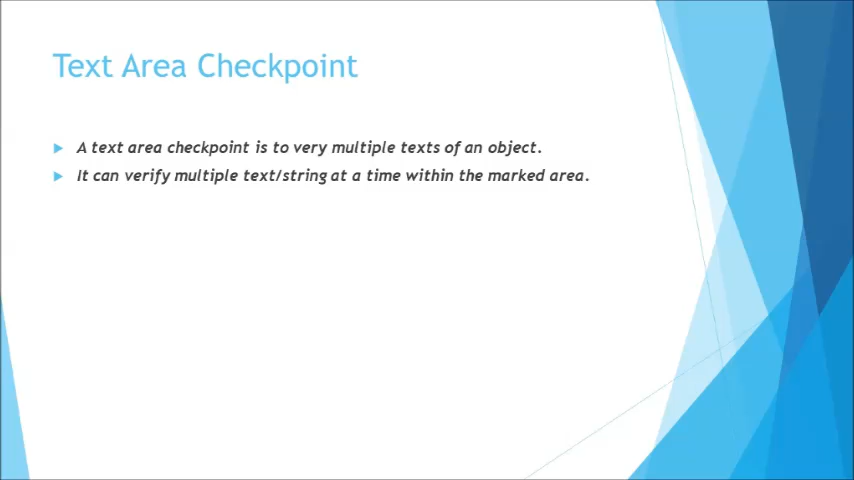 Text Area Checkpoint
A text area checkpoint is to very multiple texts of an object.
It can verify multiple text/string at a time within the marked area.